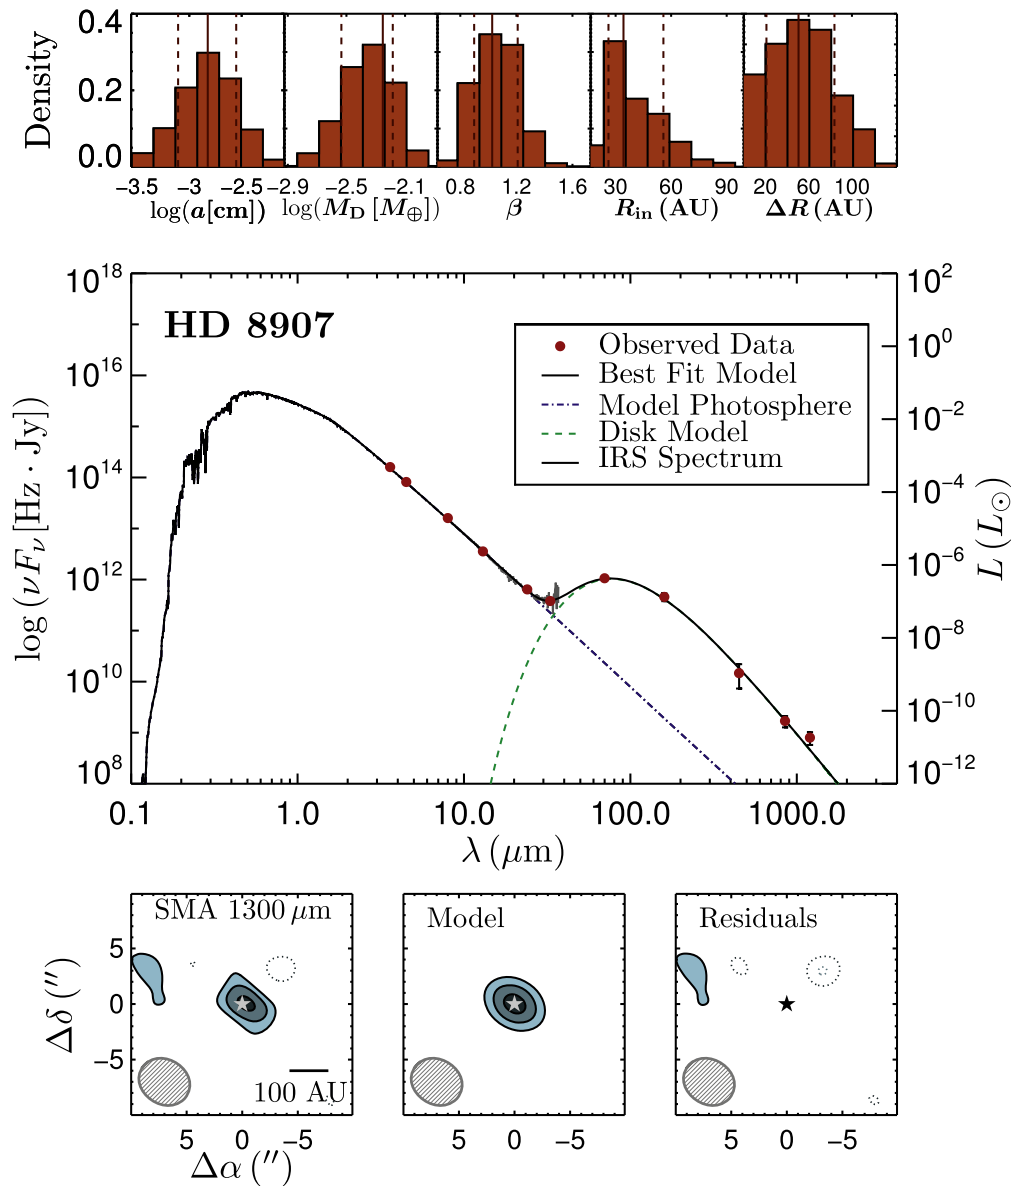 Density
0.4
0.2
0.0
−3.5 −3 −2.5 −2.9 −2.5 −2.1 0.8 1.2 1.6 30 60 90 20 60 100
log(a[cm]) log(M_D [M_⊕]) β R_in (AU) ΔR (AU)
10^18 10^2
HD 8907
Observed Data
Best Fit Model
Model Photosphere
Disk Model
IRS Spectrum
10^16 10^0
10^14 10^−2
10^12 10^−4
10^10 10^−6
10^8 10^−8
10^−10
10^−12
log (νF_ν [Hz · Jy])
L (L_⊙)
0.1 1.0 10.0 100.0 1000.0
λ (μm)
SMA 1300 μm Model Residuals
5
0
−5
Δδ (″)
100 AU
5 0 −5 5 0 −5 5 0 −5
Δα (″)